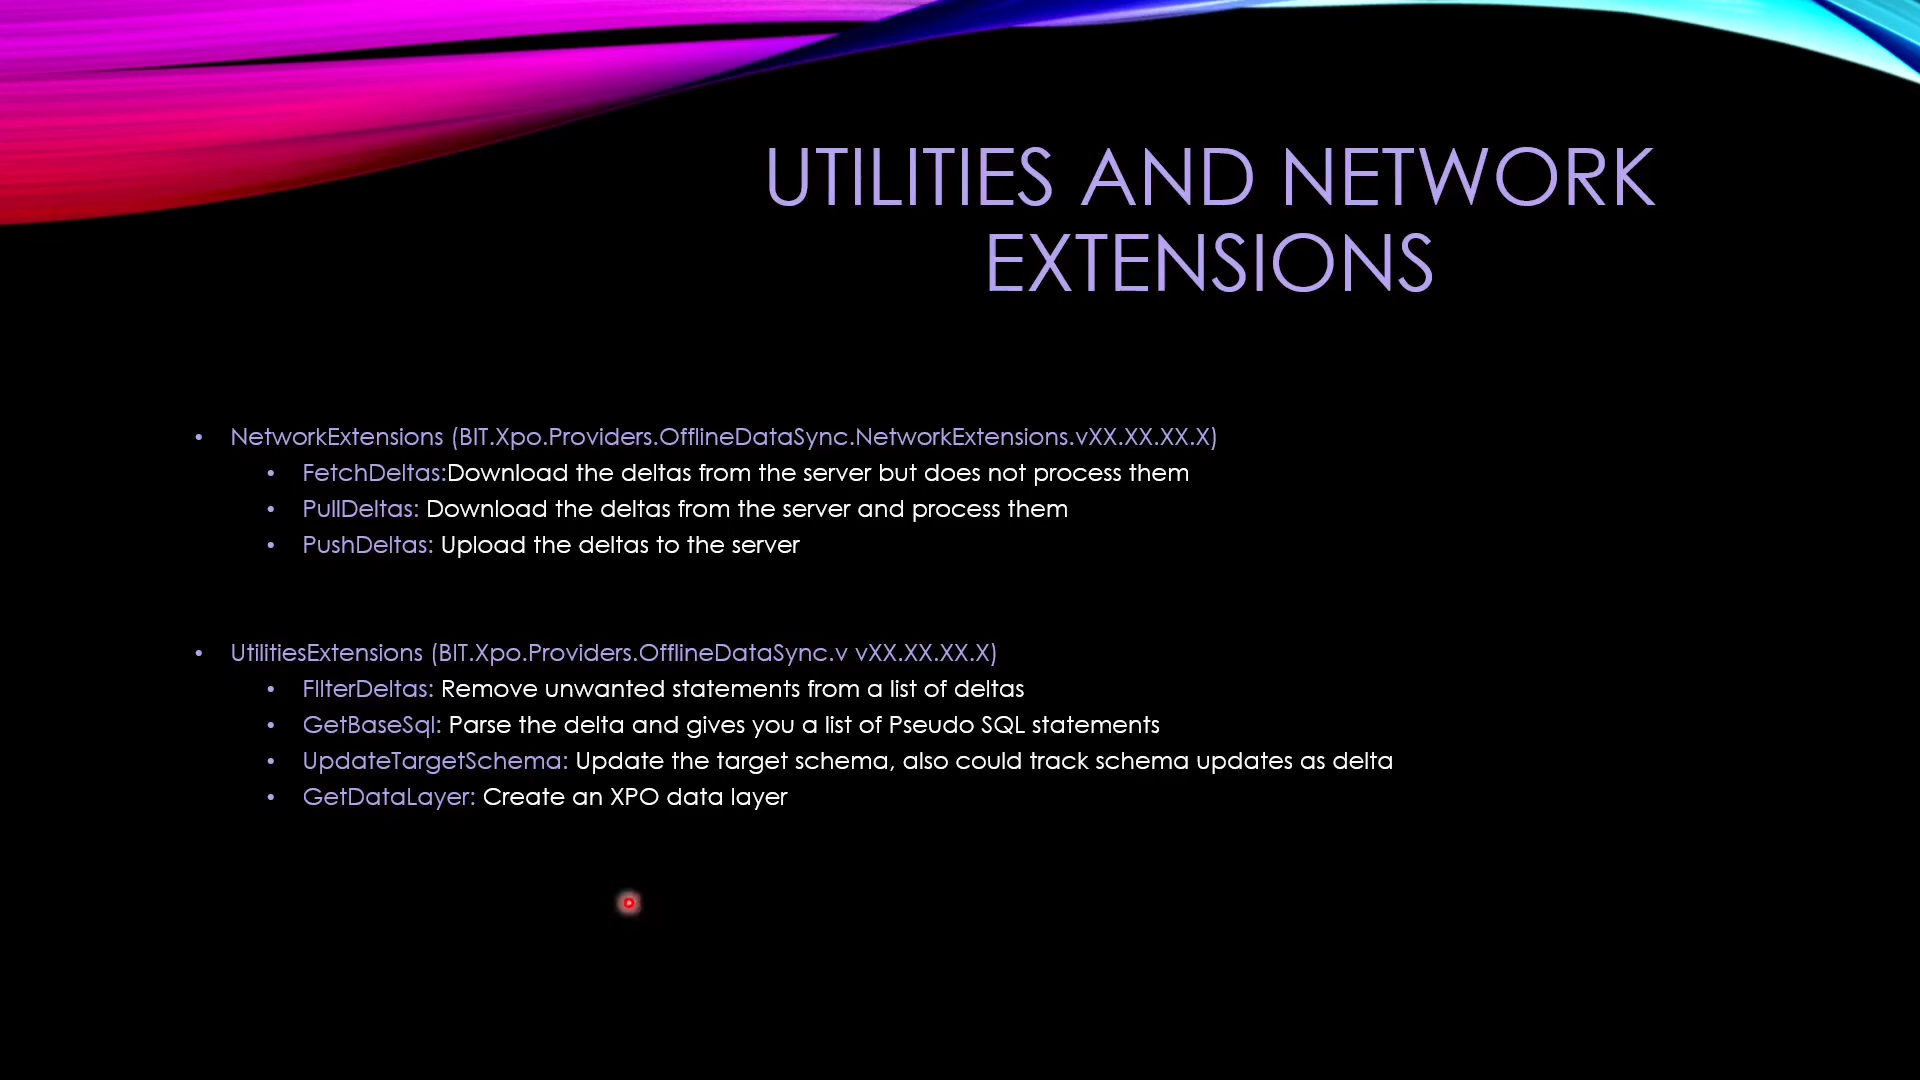 UTILITIES AND NETWORK
EXTENSIONS
• NetworkExtensions (BIT.Xpo.Providers.OfflineDataSync.NetworkExtensions.vXX.XX.XX.X)
• FetchDeltas:Download the deltas from the server but does not process them
• PullDeltas: Download the deltas from the server and process them
• PushDeltas: Upload the deltas to the server
• UtilitiesExtensions (BIT.Xpo.Providers.OfflineDataSync.v vXX.XX.XX.X)
• FIlterDeltas: Remove unwanted statements from a list of deltas
• GetBaseSql: Parse the delta and gives you a list of Pseudo SQL statements
• UpdateTargetSchema: Update the target schema, also could track schema updates as delta
• GetDataLayer: Create an XPO data layer